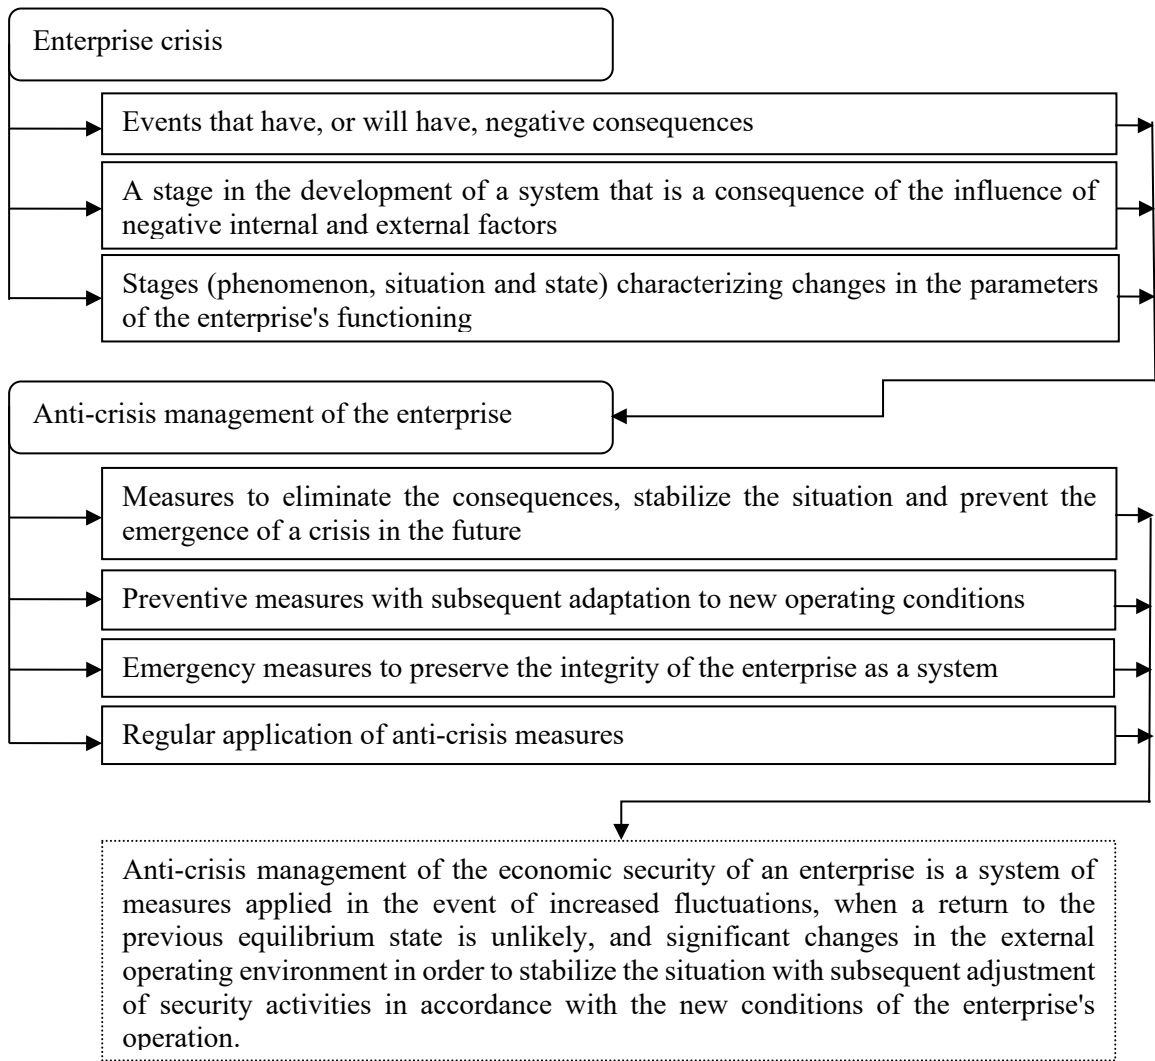 Enterprise crisis
Events that have, or will have, negative consequences
A stage in the development of a system that is a consequence of the influence of
negative internal and external factors
Stages (phenomenon, situation and state) characterizing changes in the parameters
of the enterprise's functioning
Anti-crisis management of the enterprise
Measures to eliminate the consequences, stabilize the situation and prevent the
emergence of a crisis in the future
Preventive measures with subsequent adaptation to new operating conditions
Emergency measures to preserve the integrity of the enterprise as a system
Regular application of anti-crisis measures
Anti-crisis management of the economic security of an enterprise is a system of
measures applied in the event of increased fluctuations, when a return to the
previous equilibrium state is unlikely, and significant changes in the external
operating environment in order to stabilize the situation with subsequent adjustment
of security activities in accordance with the new conditions of the enterprise's
operation.